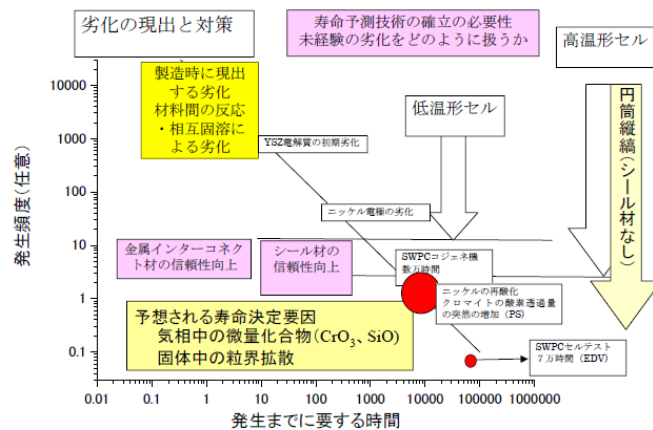 劣化の現出と対策
寿命予測技術の確立の必要性
未経験の劣化をどのように扱うか
高温形セル
製造時に現出
する劣化
材料間の反応
・相互固溶に
よる劣化
低温形セル
円筒縦縞(シール材なし)
YSZ電解質の初期劣化
ニッケル電極の劣化
金属インターコネク
ト材の信頼性向上
シール材の
信頼性向上
SWPCコジェネ機
数万時間
ニッケルの再酸化
クロマイトの酸素透過量
の突然の増加(PS)
予想される寿命決定要因
気相中の微量化合物(CrO3、SiO)
固体中の粒界拡散
SWPCセルテスト
7万時間(EDV)
発生頻度(任意)
10000
1000
100
10
1
0.1
0.01
0.1
1
10
100
1000
10000
100000
1000000
発生までに要する時間